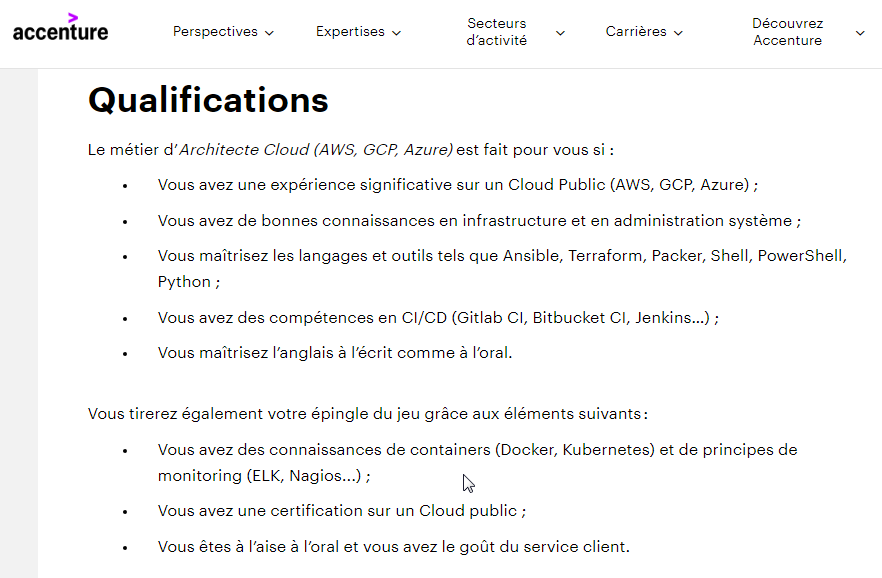 accenture
Perspectives
Expertises
Secteurs
d'activité
Carrières
Découvrez
Accenture
Qualifications
Le métier d'Architecte Cloud (AWS, GCP, Azure) est fait pour vous si :
• Vous avez une expérience significative sur un Cloud Public (AWS, GCP, Azure) ;
• Vous avez de bonnes connaissances en infrastructure et en administration système ;
• Vous maîtrisez les langages et outils tels que Ansible, Terraform, Packer, Shell, PowerShell,
Python ;
• Vous avez des compétences en CI/CD (Gitlab CI, Bitbucket CI, Jenkins...) ;
• Vous maîtrisez l'anglais à l'écrit comme à l'oral.
Vous tirerez également votre épingle du jeu grâce aux éléments suivants :
• Vous avez des connaissances de containers (Docker, Kubernetes) et de principes de
monitoring (ELK, Nagios...) ;
• Vous avez une certification sur un Cloud public ;
• Vous êtes à l'aise à l'oral et vous avez le goût du service client.